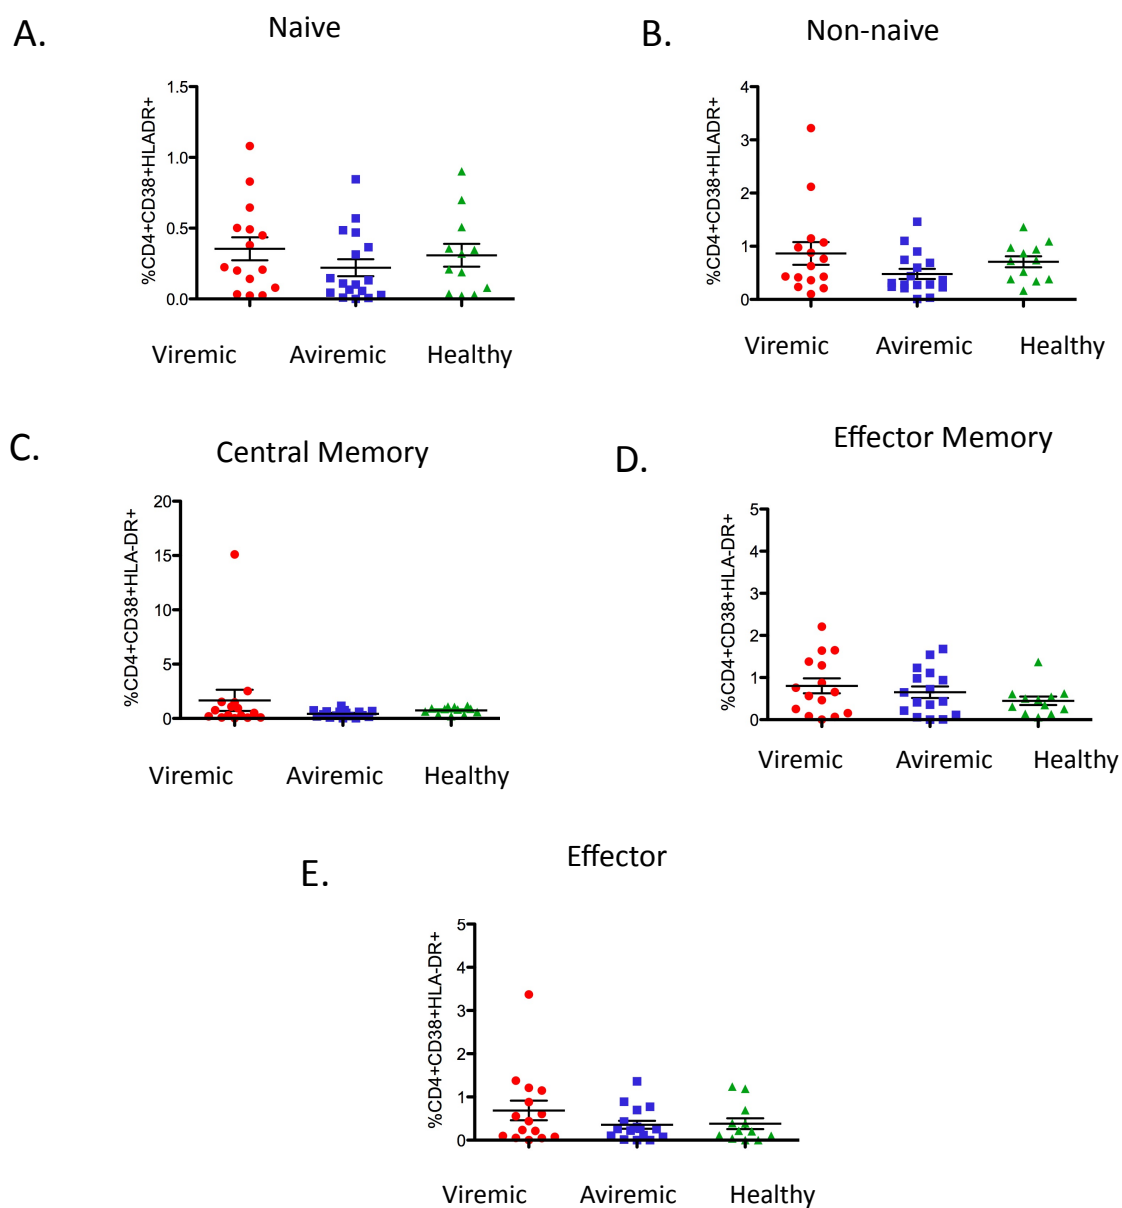 A.
Naive
%CD4+CD38+HLADR+
1.5
1.0
0.5
0.0
Viremic Aviremic Healthy
B.
Non-naive
%CD4+CD38+HLADR+
4
3
2
1
0
Viremic Aviremic Healthy
C.
Central Memory
%CD4+CD38+HLA-DR+
20
15
10
5
0
Viremic Aviremic Healthy
D.
Effector Memory
%CD4+CD38+HLA-DR+
5
4
3
2
1
0
Viremic Aviremic Healthy
E.
Effector
%CD4+CD38+HLA-DR+
5
4
3
2
1
0
Viremic Aviremic Healthy